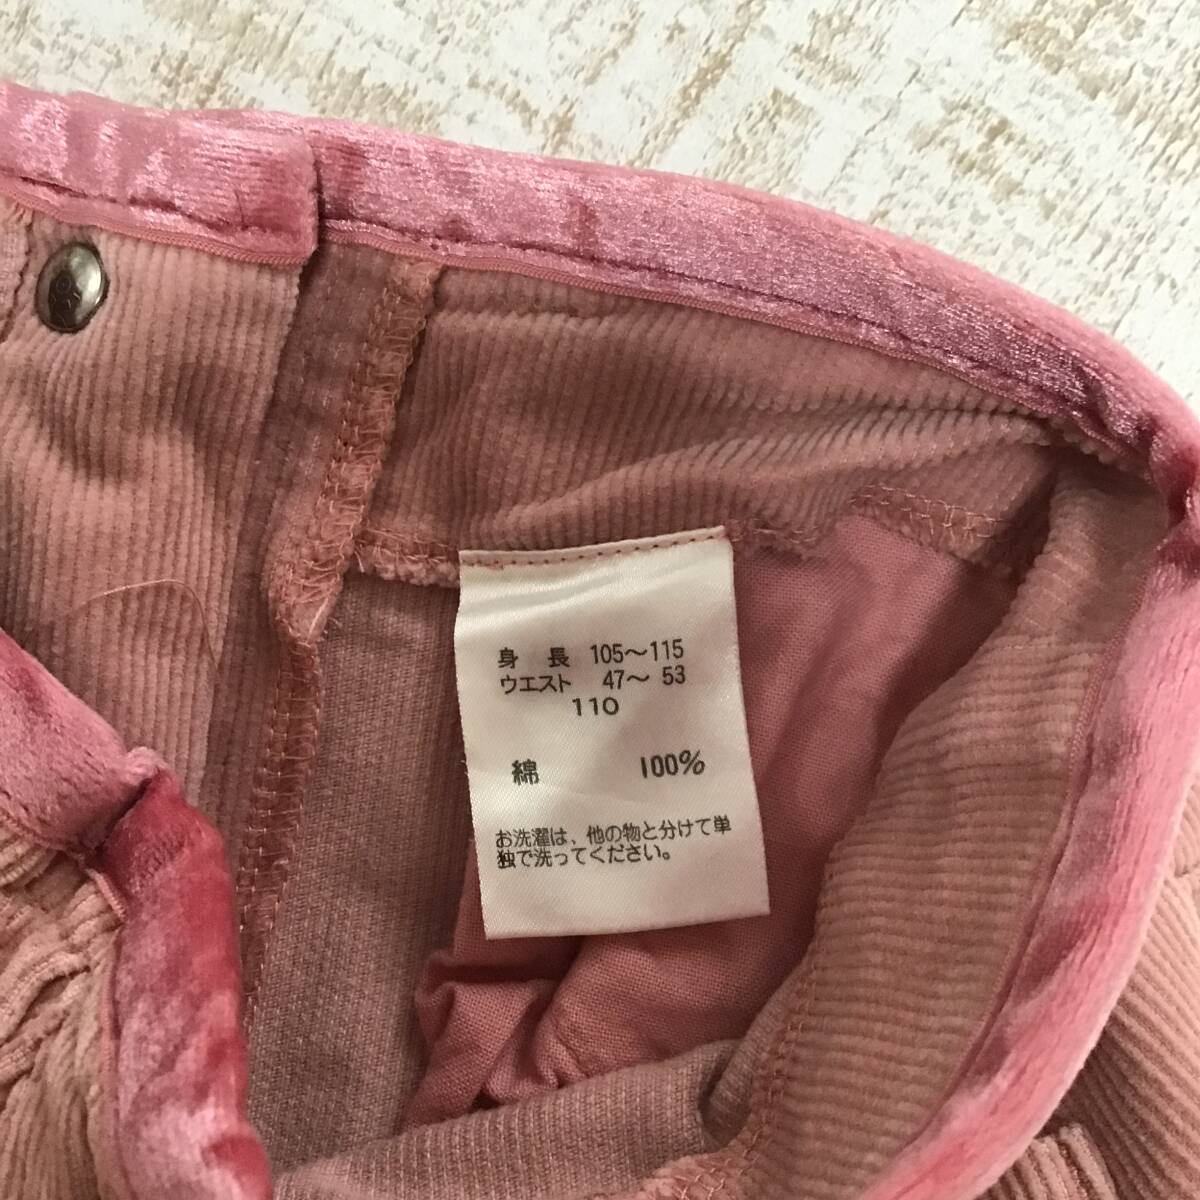 身 長 105～115
ウエスト 47～ 53
110
綿 100%
お洗濯は、他の物と分けて単
独で洗ってください。